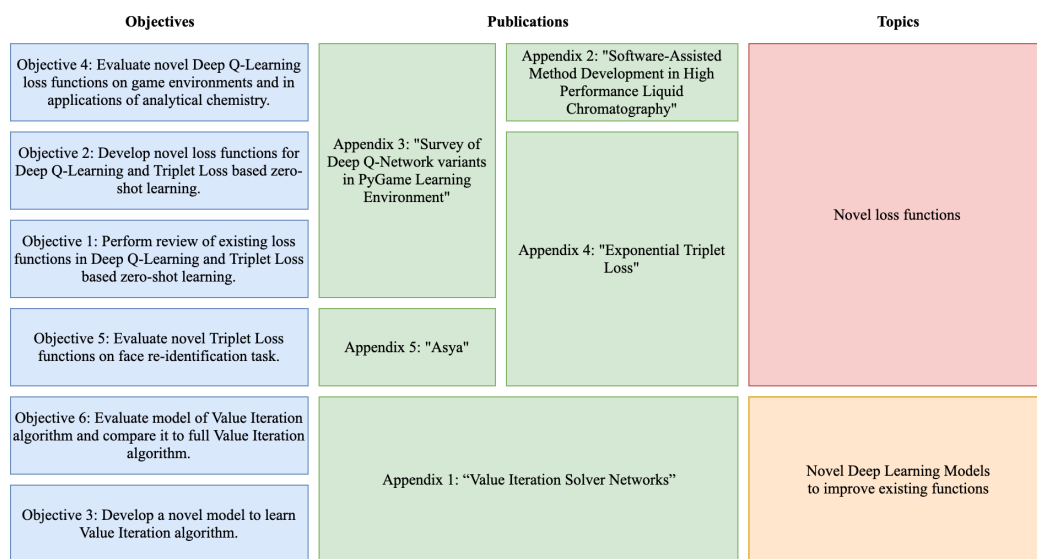 Objectives
Publications
Topics
Objective 4: Evaluate novel Deep Q-Learning
loss functions on game environments and in
applications of analytical chemistry.
Objective 2: Develop novel loss functions for
Deep Q-Learning and Triplet Loss based zero-
shot learning.
Objective 1: Perform review of existing loss
functions in Deep Q-Learning and Triplet Loss
based zero-shot learning.
Objective 5: Evaluate novel Triplet Loss
functions on face re-identification task.
Objective 6: Evaluate model of Value Iteration
algorithm and compare it to full Value Iteration
algorithm.
Objective 3: Develop a novel model to learn
Value Iteration algorithm.
Appendix 3: "Survey of
Deep Q-Network variants
in PyGame Learning
Environment"
Appendix 2: "Software-Assisted
Method Development in High
Performance Liquid
Chromatography"
Appendix 4: "Exponential Triplet
Loss"
Appendix 5: "Asya"
Appendix 1: “Value Iteration Solver Networks”
Novel loss functions
Novel Deep Learning Models
to improve existing functions